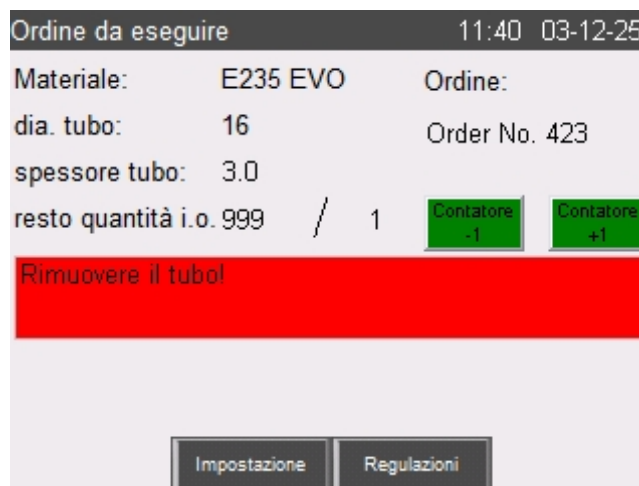 Ordine da eseguire 11:40 03-12-25
Materiale: E235 EVO Ordine:
dia. tubo: 16 Order No. 423
spessore tubo: 3.0
resto quantità i.o. 999 / 1 Contatore -1 Contatore +1
Rimuovere il tubo!
Impostazione Regulazioni